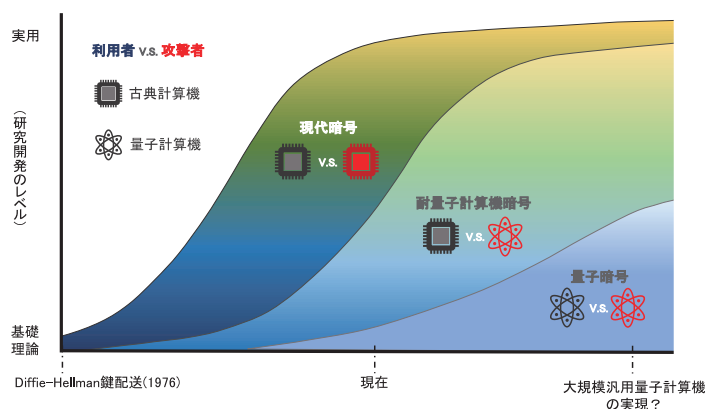 実用
(研究開発のレベル)
基礎
理論
利用者 v.s. 攻撃者
古典計算機
量子計算機
現代暗号
v.s.
耐量子計算機暗号
v.s.
量子暗号
v.s.
Diffie-Hellman鍵配送(1976)
現在
大規模汎用量子計算機
の実現？